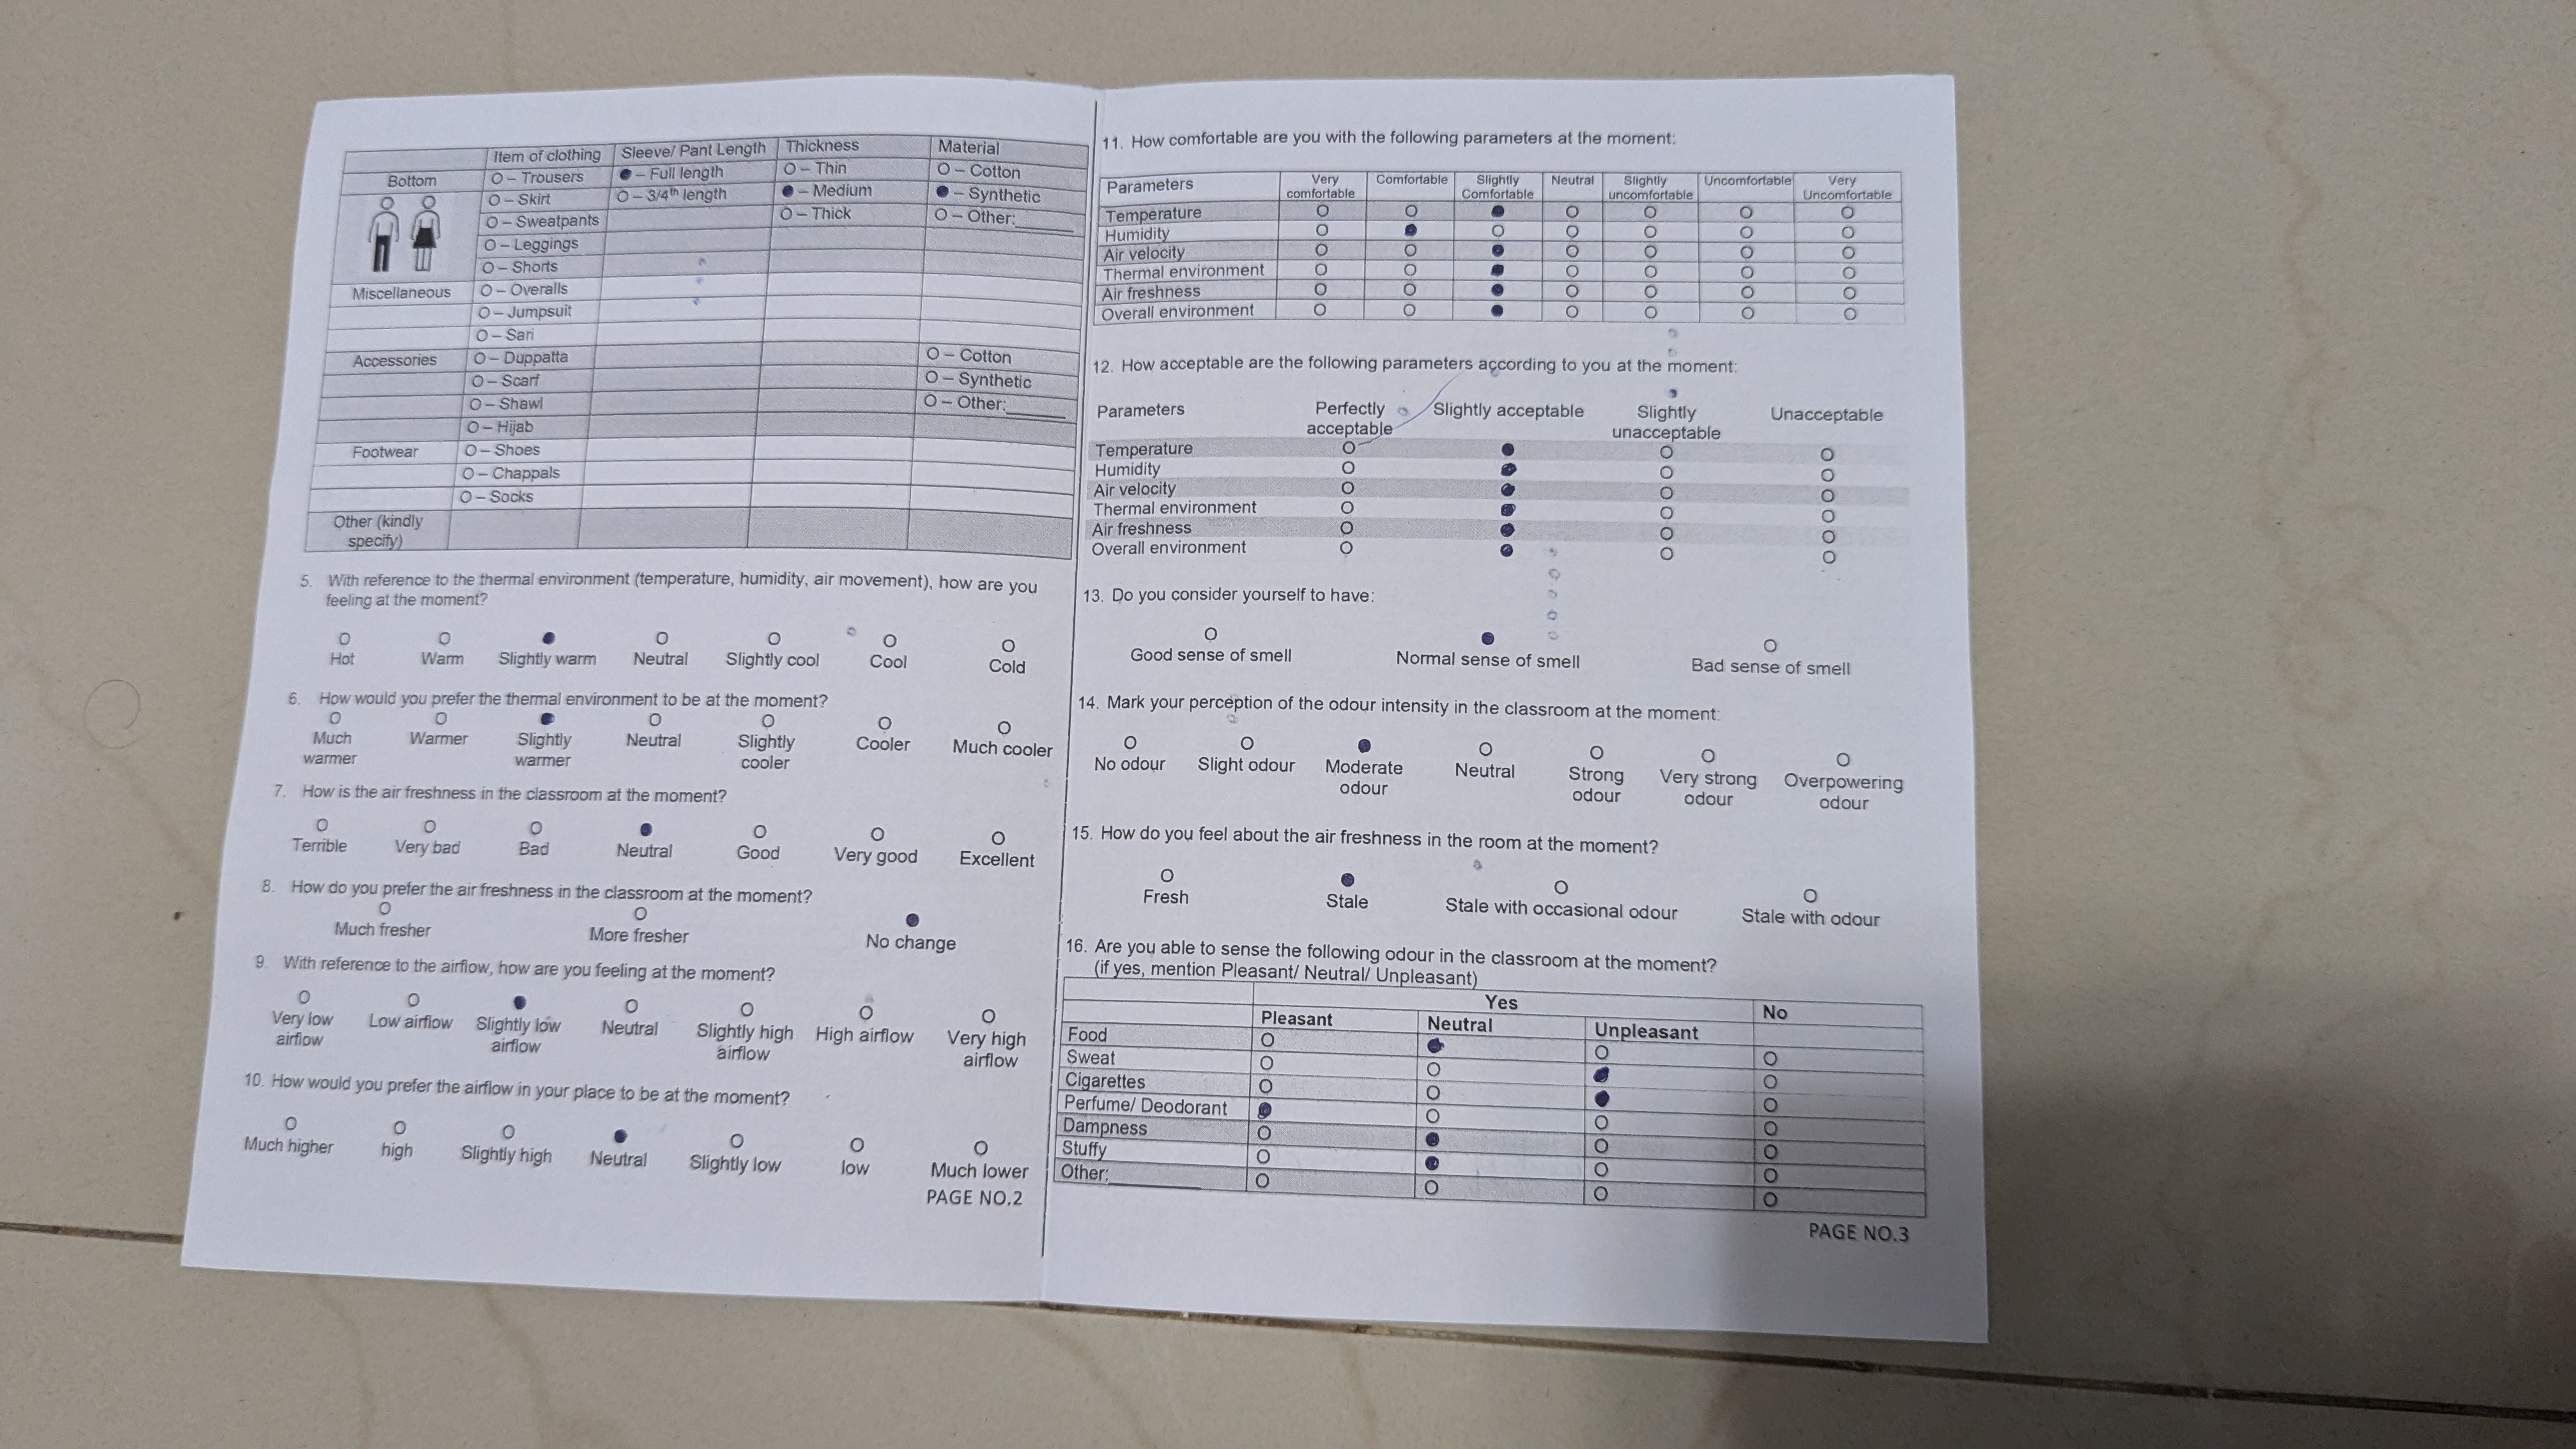 Item of clothing Sleeve/ Pant Length Thickness Material
Bottom O – Trousers ● – Full length O – Thin O – Cotton
O – Skirt O – 3/4th length ● – Medium ● – Synthetic
O – Sweatpants O – Thick O – Other:______
O – Leggings
O – Shorts
Miscellaneous O – Overalls
O – Jumpsuit
O – Sari
Accessories O – Duppatta O – Cotton
O – Scarf O – Synthetic
O – Shawl O – Other:______
O – Hijab
Footwear O – Shoes
O – Chappals
O – Socks
Other (kindly
specify)
5. With reference to the thermal environment (temperature, humidity, air movement), how are you
feeling at the moment?
O O ● O O O O
Hot Warm Slightly warm Neutral Slightly cool Cool Cold
6. How would you prefer the thermal environment to be at the moment?
O O ● O O O O
Much Warmer Slightly Neutral Slightly Cooler Much cooler
warmer warmer cooler
7. How is the air freshness in the classroom at the moment?
O O O ● O O O
Terrible Very bad Bad Neutral Good Very good Excellent
8. How do you prefer the air freshness in the classroom at the moment?
O O ●
Much fresher More fresher No change
9. With reference to the airflow, how are you feeling at the moment?
O O ● O O O O
Very low Low airflow Slightly low Neutral Slightly high High airflow Very high
airflow airflow airflow airflow
10. How would you prefer the airflow in your place to be at the moment?
O O O ● O O O
Much higher high Slightly high Neutral Slightly low low Much lower
PAGE NO.2
11. How comfortable are you with the following parameters at the moment:
Parameters Very Comfortable Slightly Neutral Slightly Uncomfortable Very
comfortable Comfortable uncomfortable Uncomfortable
Temperature O O ● O O O O
Humidity O ● O O O O O
Air velocity O O ● O O O O
Thermal environment O O ● O O O O
Air freshness O O ● O O O O
Overall environment O O ● O O O O
12. How acceptable are the following parameters according to you at the moment:
Parameters Perfectly Slightly acceptable Slightly Unacceptable
acceptable unacceptable
Temperature O ● O O
Humidity O ● O O
Air velocity O ● O O
Thermal environment O ● O O
Air freshness O ● O O
Overall environment O ● O O
13. Do you consider yourself to have:
O ● O
Good sense of smell Normal sense of smell Bad sense of smell
14. Mark your perception of the odour intensity in the classroom at the moment:
O O ● O O O O
No odour Slight odour Moderate Neutral Strong Very strong Overpowering
odour odour odour odour
15. How do you feel about the air freshness in the room at the moment?
O ● O O
Fresh Stale Stale with occasional odour Stale with odour
16. Are you able to sense the following odour in the classroom at the moment?
(if yes, mention Pleasant/ Neutral/ Unpleasant)
Yes No
Pleasant Neutral Unpleasant
Food O ● O O
Sweat O O ● O
Cigarettes O O ● O
Perfume/ Deodorant ● O O O
Dampness O ● O O
Stuffy O ● O O
Other:__________ O O O O
PAGE NO.3